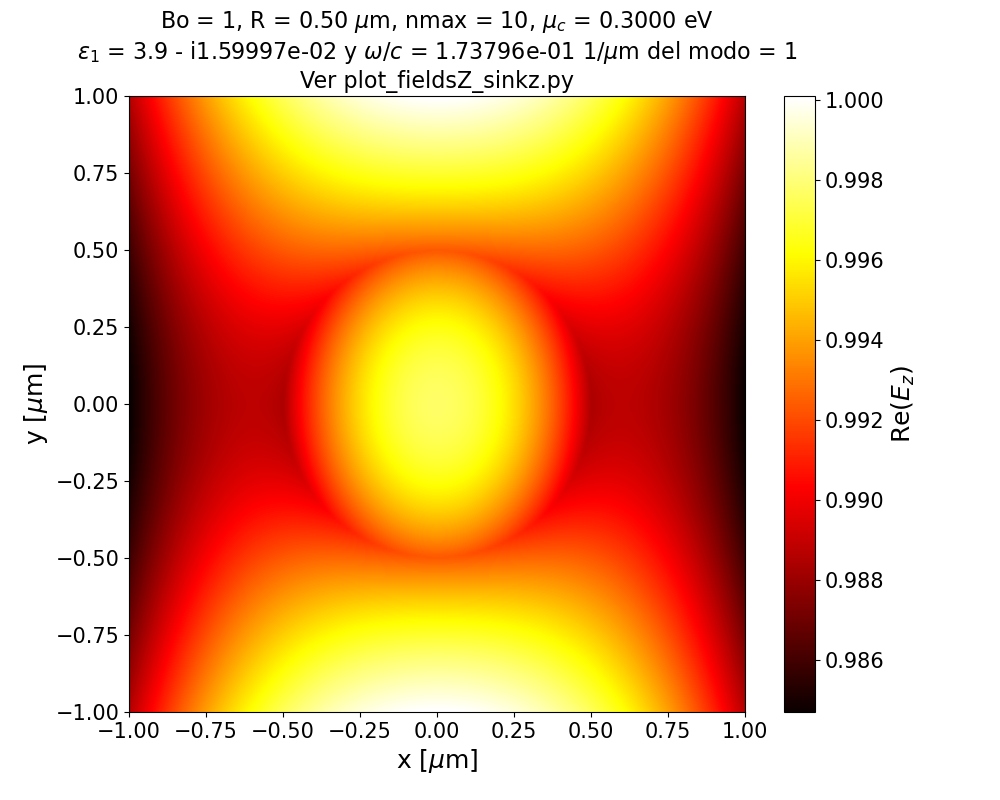 Bo = 1, R = 0.50 μm, nmax = 10, μc = 0.3000 eV
ε1 = 3.9 - i1.59997e-02 y ω/c = 1.73796e-01 1/μm del modo = 1
Ver plot_fieldsZ_sinkz.py
1.00
0.75
0.50
0.25
0.00
−0.25
−0.50
−0.75
−1.00
y [μm]
−1.00 −0.75 −0.50 −0.25 0.00 0.25 0.50 0.75 1.00
x [μm]
1.000
0.998
0.996
0.994
0.992
0.990
0.988
0.986
Re(Ez)